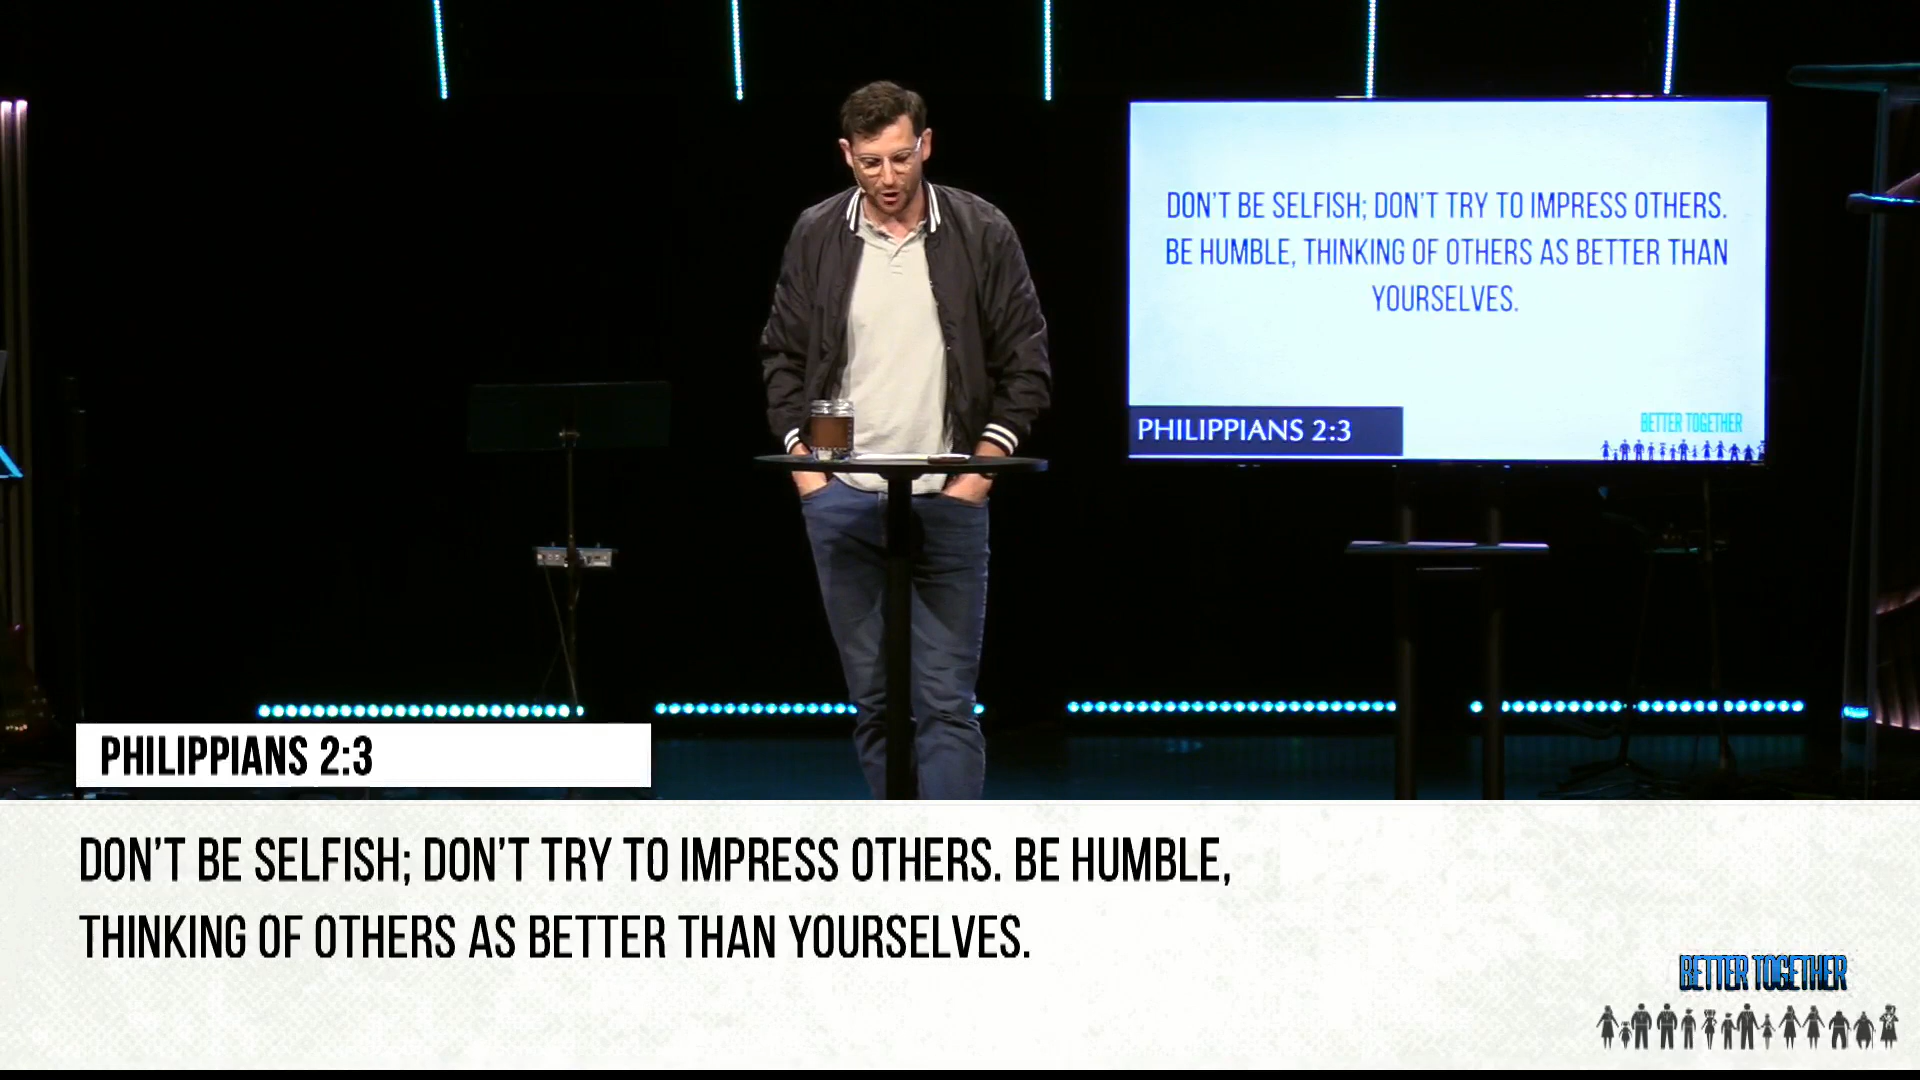 DON'T BE SELFISH; DON'T TRY TO IMPRESS OTHERS.
BE HUMBLE, THINKING OF OTHERS AS BETTER THAN
YOURSELVES.
PHILIPPIANS 2:3
BETTER TOGETHER
PHILIPPIANS 2:3
DON'T BE SELFISH; DON'T TRY TO IMPRESS OTHERS. BE HUMBLE,
THINKING OF OTHERS AS BETTER THAN YOURSELVES.
BETTER TOGETHER